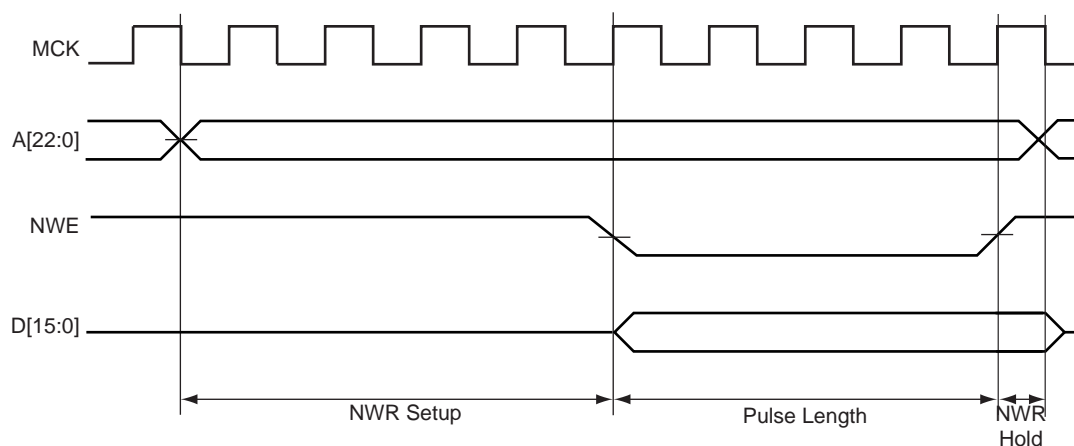 MCK
A[22:0]
NWE
D[15:0]
NWR Setup
Pulse Length
NWR
Hold